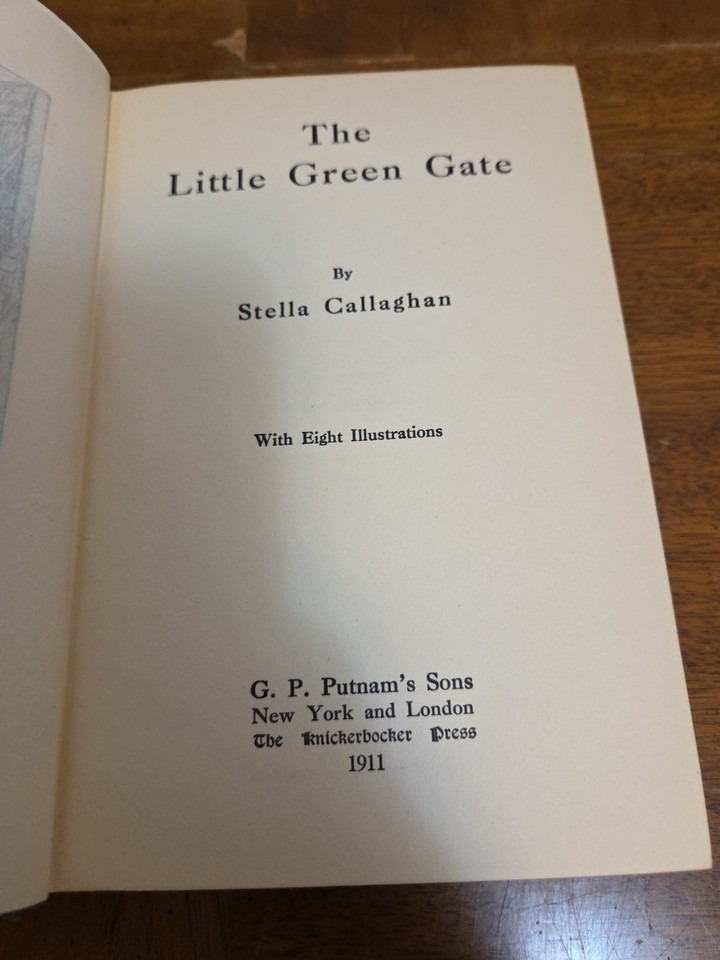 The
Little Green Gate
By
Stella Callaghan
With Eight Illustrations
G. P. Putnam's Sons
New York and London
The Knickerbocker Press
1911